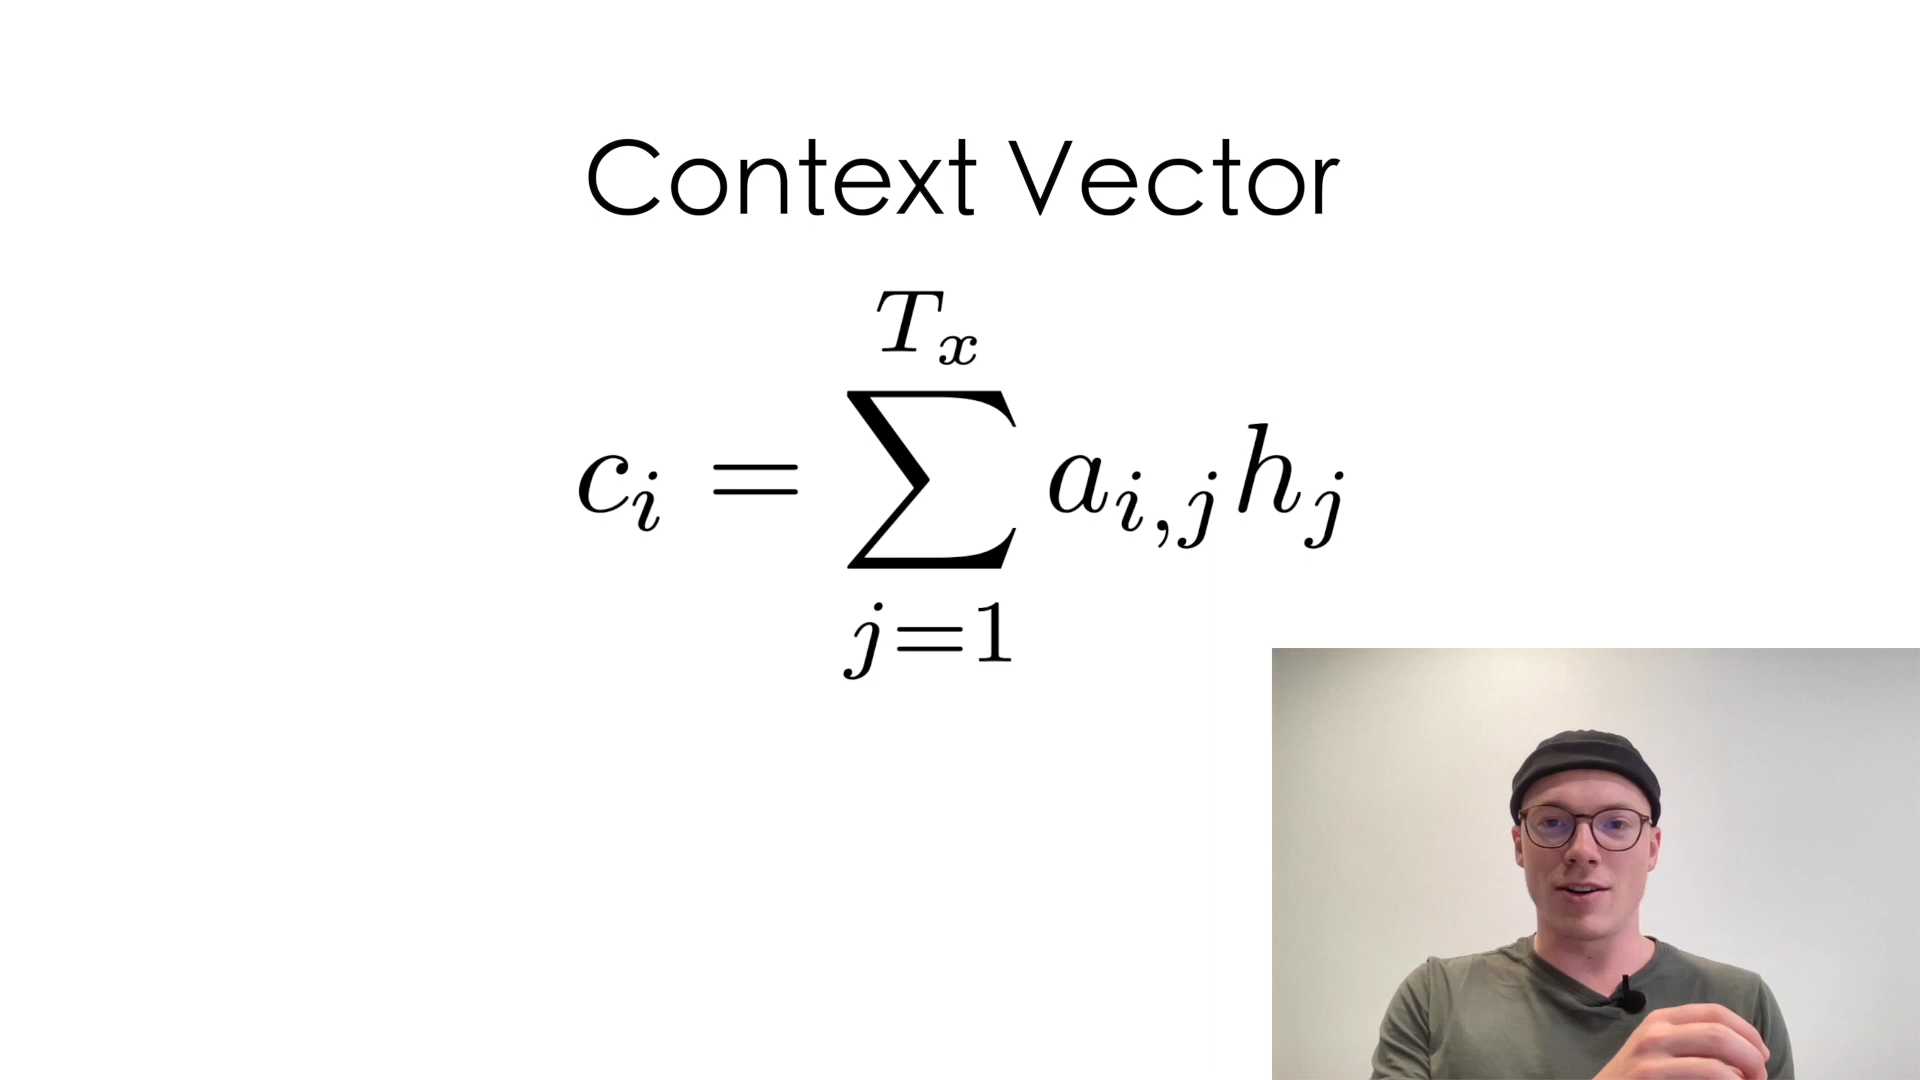 Context Vector
$c_i = \sum_{j=1}^{T_x} a_{i,j} h_j$